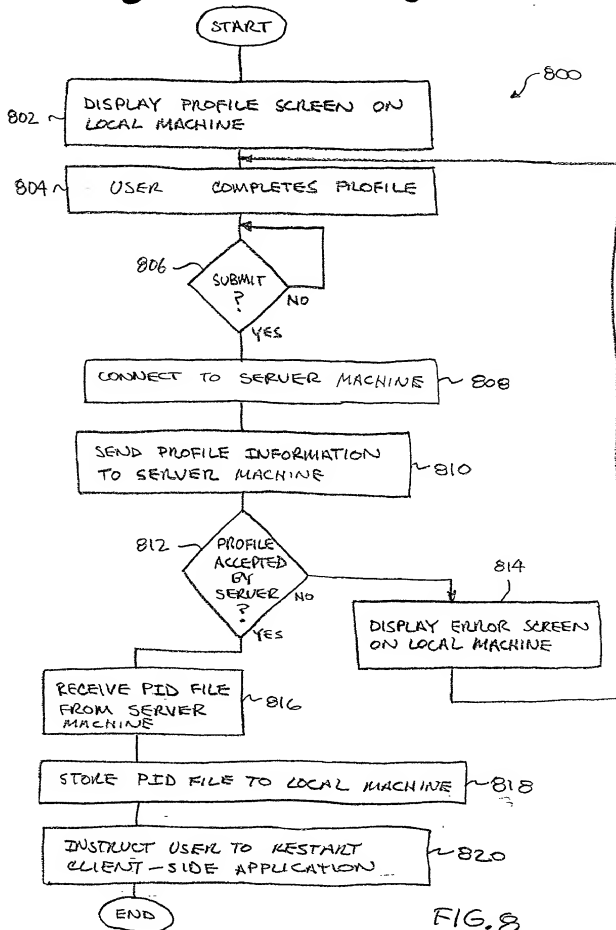 START
800
802
DISPLAY PROFILE SCREEN ON
LOCAL MACHINE
804
USER COMPLETES PROFILE
806
SUBMIT
?
NO
YES
CONNECT TO SERVER MACHINE
808
SEND PROFILE INFORMATION
TO SERVER MACHINE
810
812
PROFILE
ACCEPTED
BY
SERVER
?
NO
YES
814
DISPLAY ERROR SCREEN
ON LOCAL MACHINE
RECEIVE PID FILE
FROM SERVER
MACHINE
816
STORE PID FILE TO LOCAL MACHINE
818
INSTRUCT USER TO RESTART
CLIENT-SIDE APPLICATION
820
END
FIG. 8